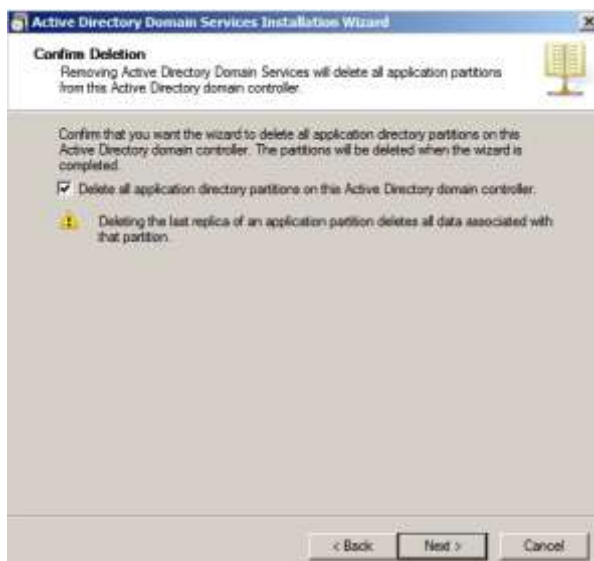 Active Directory Domain Services Installation Wizard
Confirm Deletion
Removing Active Directory Domain Services will delete all application partitions
from this Active Directory domain controller.
Confirm that you want the wizard to delete all application directory partitions on this
Active Directory domain controller. The partitions will be deleted when the wizard is
completed.
Delete all application directory partitions on this Active Directory domain controller.
Deleting the last replica of an application partition deletes all data associated with
that partition.
< Back
Next >
Cancel